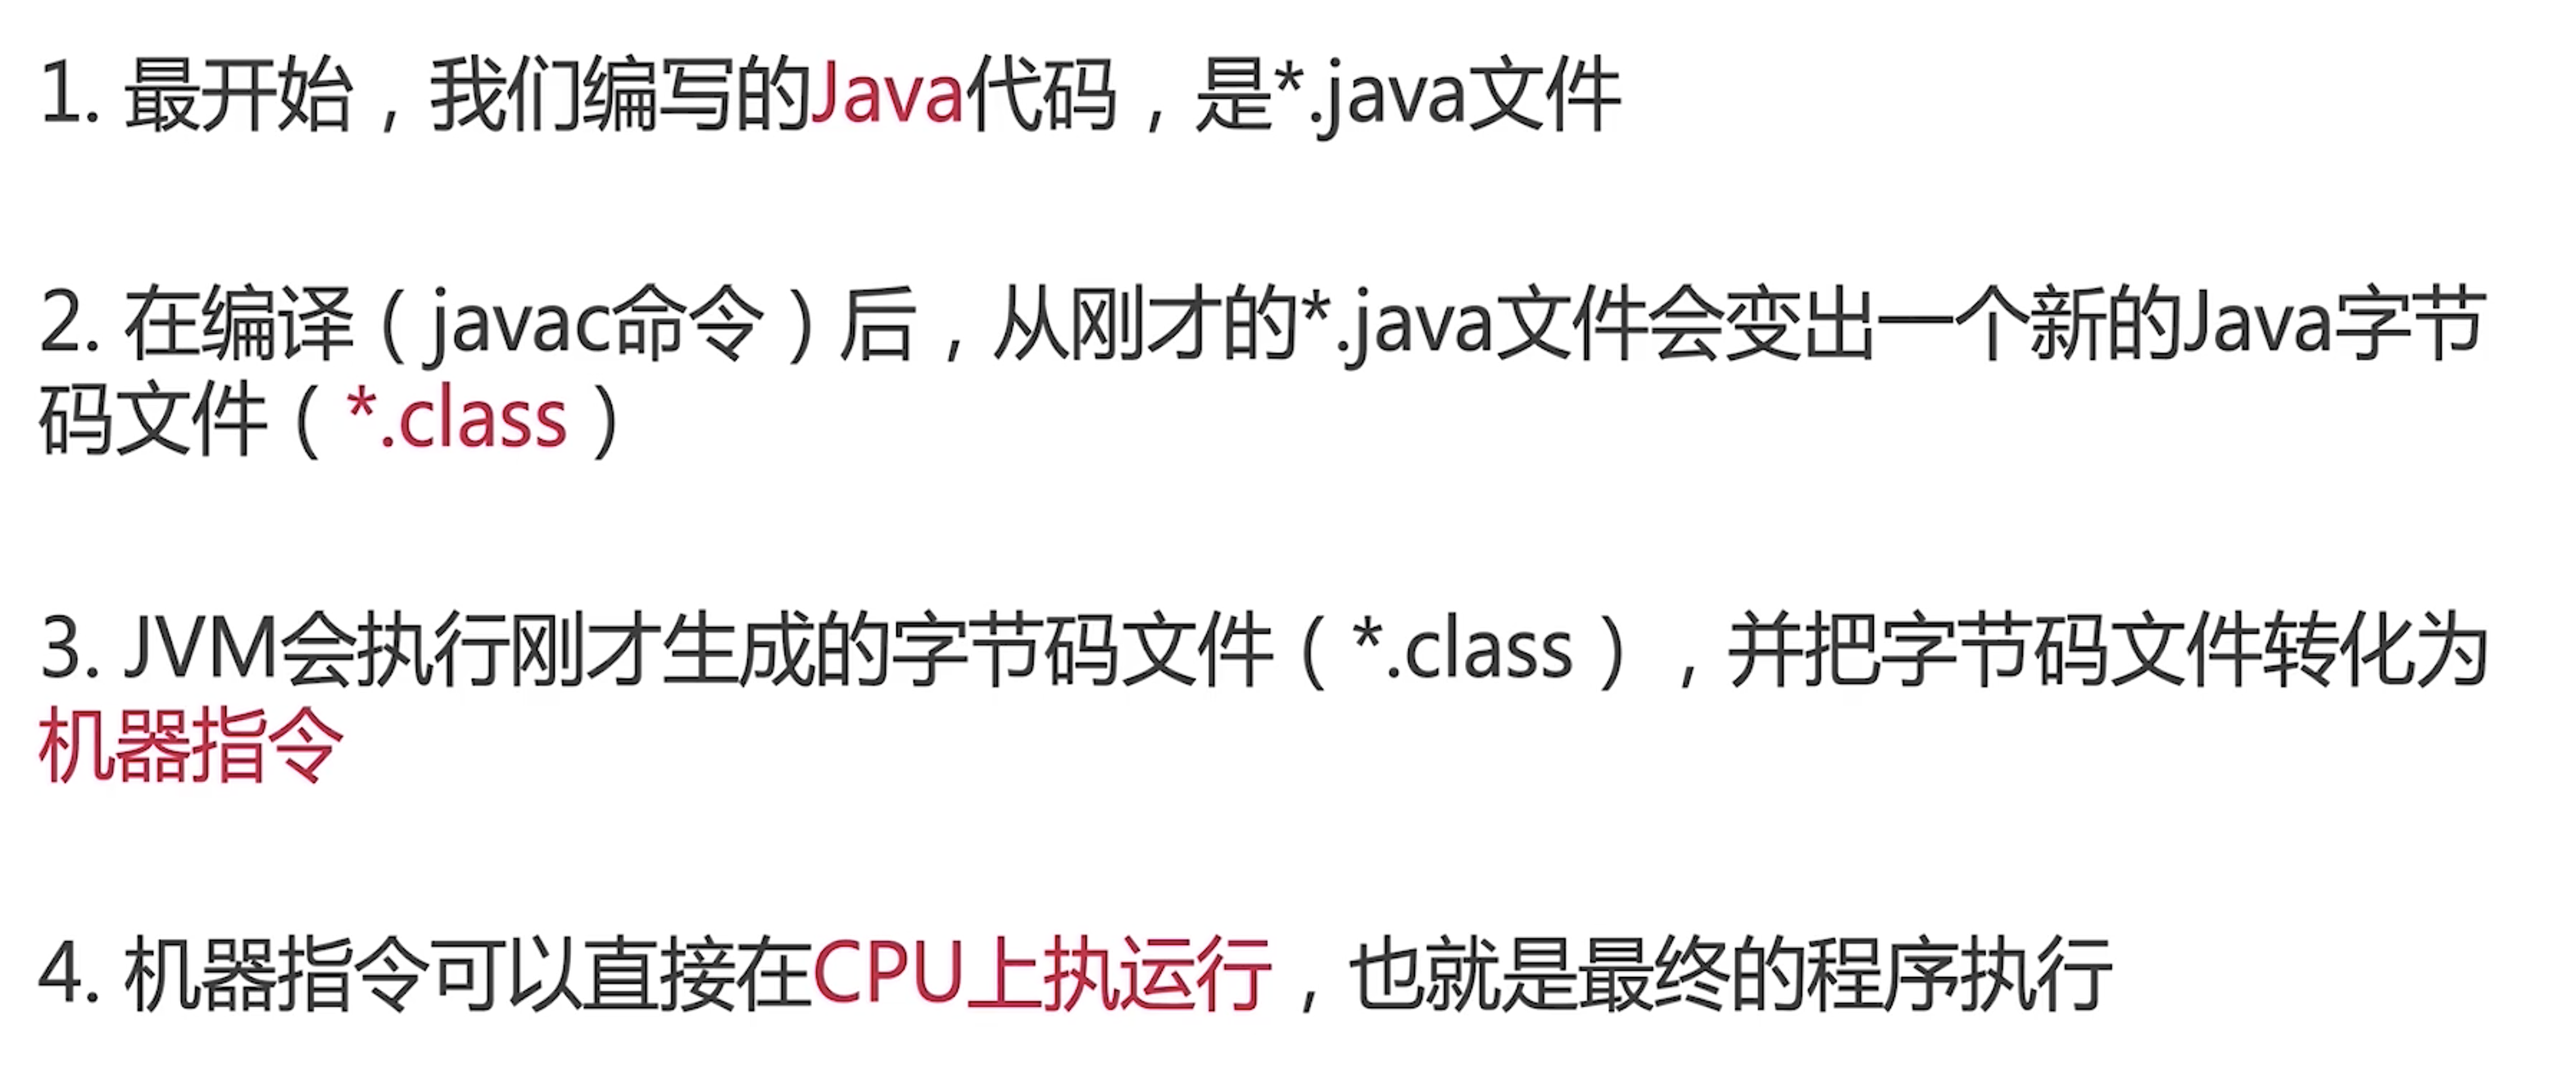 1. 最开始，我们编写的Java代码，是*.java文件
2. 在编译（javac命令）后，从刚才的*.java文件会变出一个新的Java字节
码文件（*.class）
3. JVM会执行刚才生成的字节码文件（*.class），并把字节码文件转化为
机器指令
4. 机器指令可以直接在CPU上执运行，也就是最终的程序执行